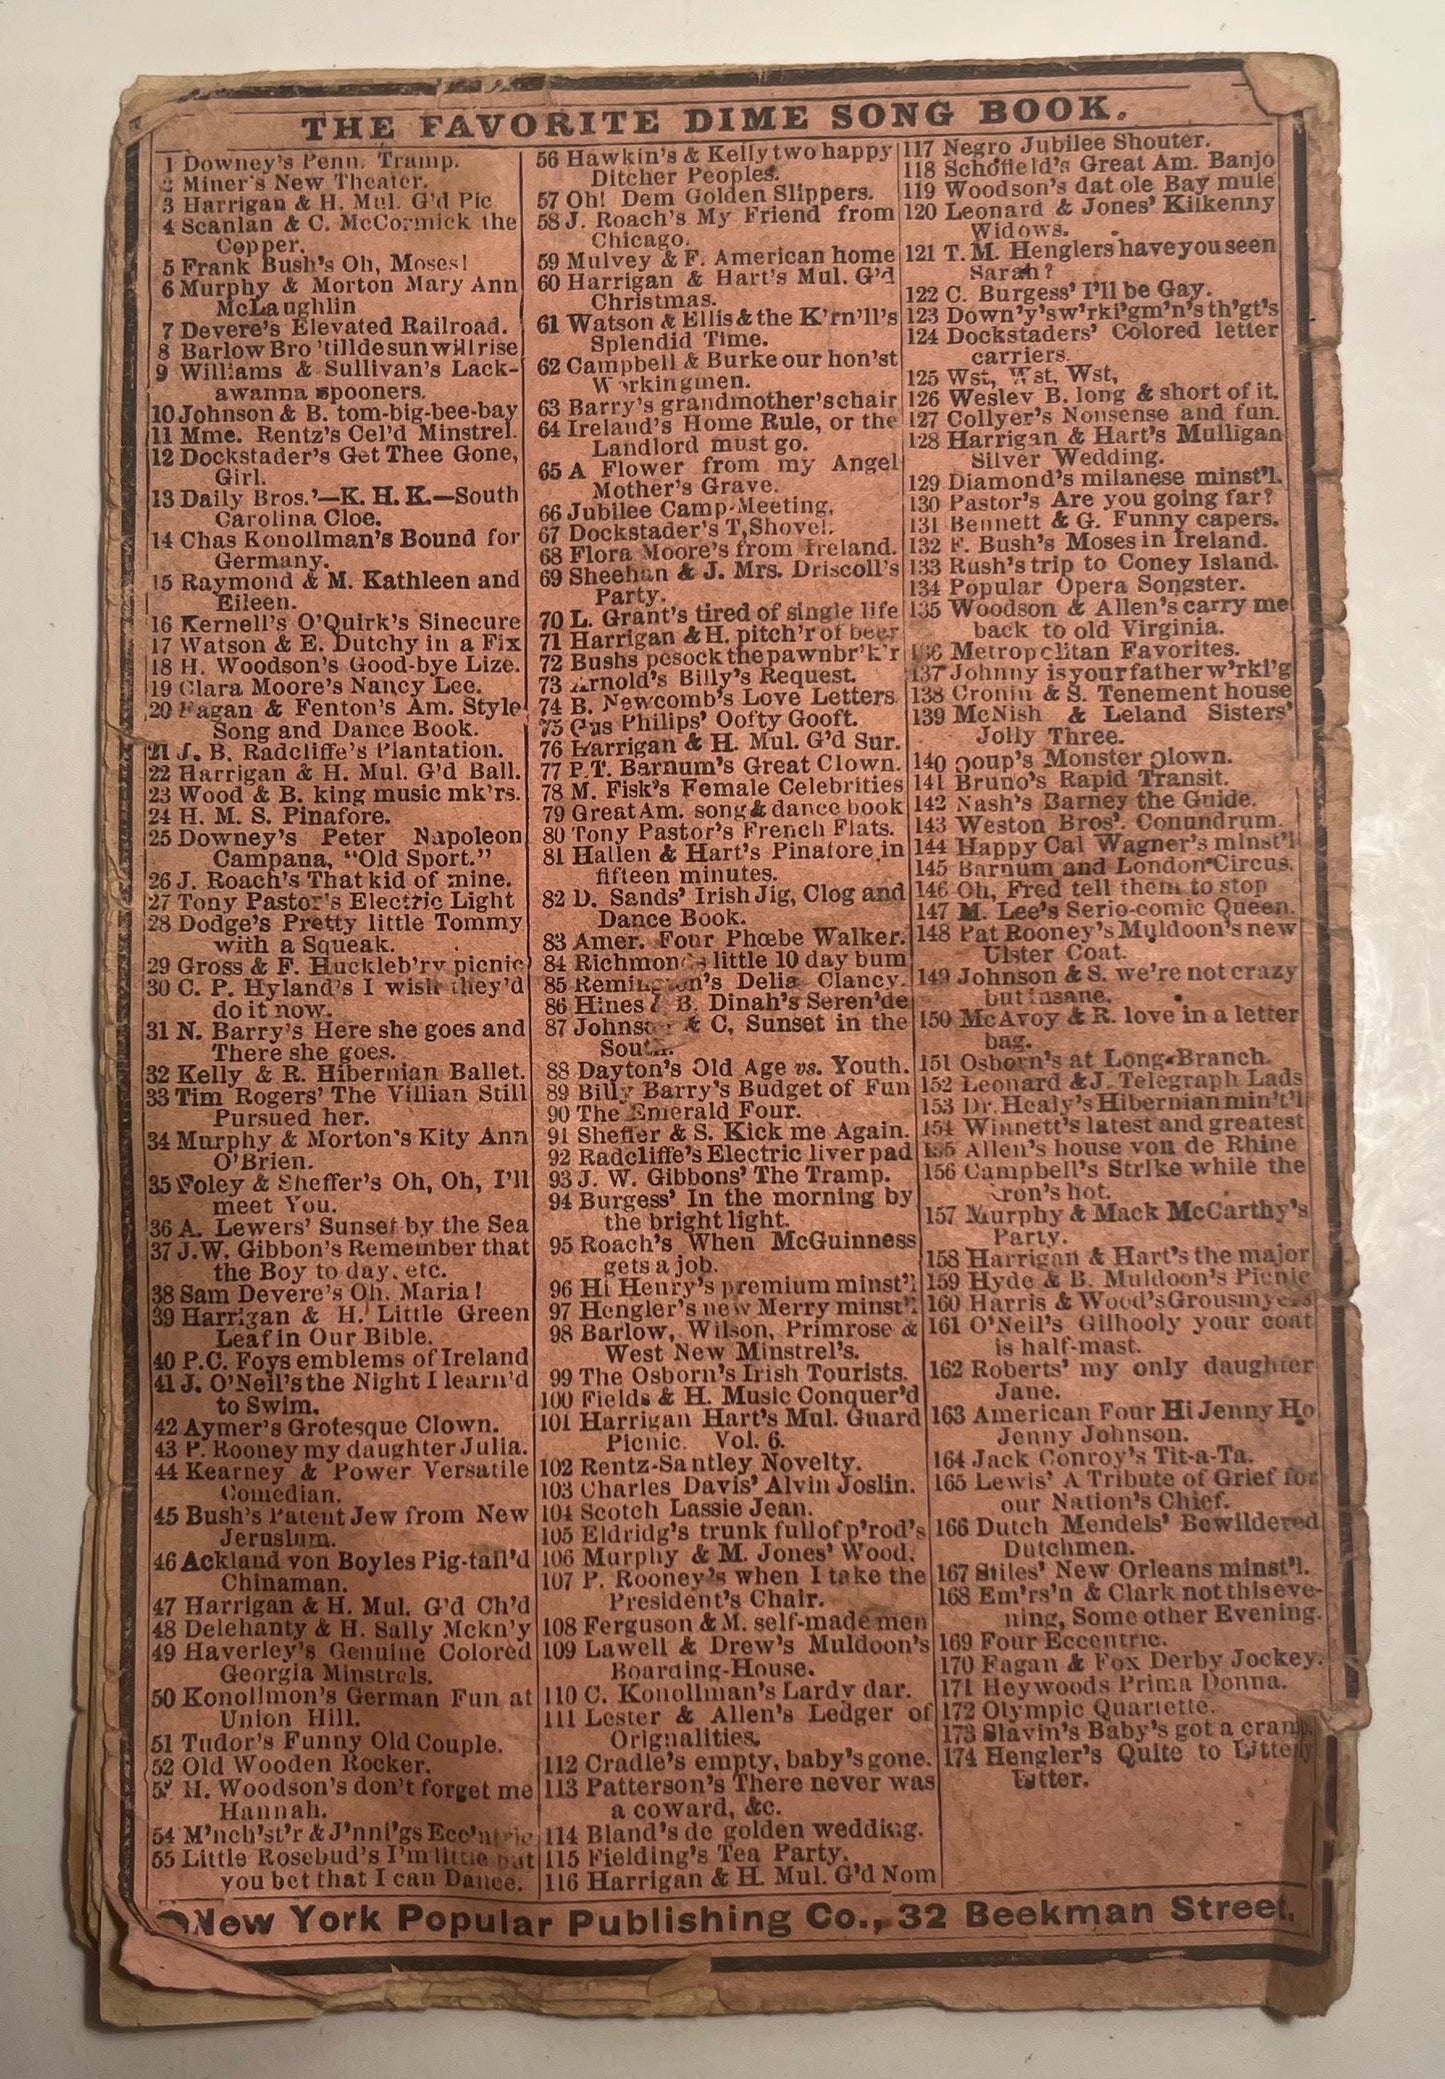 THE FAVORITE DIME SONG BOOK.
1 Downey's Penn. Tramp.
2 Miner's New Theater.
3 Harrigan & H. Mul. G'd Pic
4 Scanlan & C. McCormick the
Copper.
5 Frank Bush's Oh, Moses!
6 Murphy & Morton Mary Ann
McLaughlin
7 Devere's Elevated Railroad.
8 Barlow Bro 'till de sun will rise
9 Williams & Sullivan's Lack-
awanna spooners.
10 Johnson & B. tom-big-bee-bay
11 Mme. Rentz's Cel'd Minstrel.
12 Dockstader's Get Thee Gone,
Girl.
13 Daily Bros.'—K. H. K.—South
Carolina Cloe.
14 Chas Konollman's Bound for
Germany.
15 Raymond & M. Kathleen and
Eileen.
16 Kernell's O'Quirk's Sinecure
17 Watson & E. Dutchy in a Fix
18 H. Woodson's Good-bye Lize.
19 Clara Moore's Nancy Lee.
20 Fagan & Fenton's Am. Style
Song and Dance Book.
21 J. B. Radcliffe's Plantation.
22 Harrigan & H. Mul. G'd Ball.
23 Wood & B. king music mk'rs.
24 H. M. S. Pinafore.
25 Downey's Peter Napoleon
Campana, "Old Sport."
26 J. Roach's That kid of mine.
27 Tony Pastor's Electric Light
28 Dodge's Pretty little Tommy
with a Squeak.
29 Gross & F. Huckleb'ry picnic
30 C. P. Hyland's I wish they'd
do it now.
31 N. Barry's Here she goes and
There she goes.
32 Kelly & R. Hibernian Ballet.
33 Tim Rogers' The Villian Still
Pursued her.
34 Murphy & Morton's Kity Ann
O'Brien.
35 Foley & Sheffer's Oh, Oh, I'll
meet You.
36 A. Lewers' Sunset by the Sea
37 J.W. Gibbon's Remember that
the Boy to day, etc.
38 Sam Devere's Oh, Maria!
39 Harrigan & H. Little Green
Leaf in Our Bible.
40 P.C. Foys emblems of Ireland
41 J. O'Neil's the Night I learn'd
to Swim.
42 Aymer's Grotesque Clown.
43 P. Rooney my daughter Julia.
44 Kearney & Power Versatile
Comedian.
45 Bush's Patent Jew from New
Jeruslum.
46 Ackland von Boyles Pig-tail'd
Chinaman.
47 Harrigan & H. Mul. G'd Ch'd
48 Delehanty & H. Sally Mckn'y
49 Haverley's Genuine Colored
Georgia Minstrels.
50 Konollmon's German Fun at
Union Hill.
51 Tudor's Funny Old Couple.
52 Old Wooden Rocker.
H. Woodson's don't forget me
Hannah.
54 M'nch'st'r & J'nni'gs Ecc'ntric
55 Little Rosebud's I'm little but
you bet that I can Dance.
56 Hawkin's & Kelly two happy
Ditcher Peoples.
57 Oh! Dem Golden Slippers.
58 J. Roach's My Friend from
Chicago.
59 Mulvey & F. American home
60 Harrigan & Hart's Mul. G'd
Christmas.
61 Watson & Ellis & the K'rn'll's
Splendid Time.
62 Campbell & Burke our hon'st
Workingmen.
63 Barry's grandmother's chair
64 Ireland's Home Rule, or the
Landlord must go.
65 A Flower from my Angel
Mother's Grave.
66 Jubilee Camp-Meeting.
67 Dockstader's T, Shovel.
68 Flora Moore's from Ireland.
69 Sheehan & J. Mrs. Driscoll's
Party.
70 L. Grant's tired of single life
71 Harrigan & H. pitch'r of beer
72 Bushs pesock the pawnbr'k'r
73 Arnold's Billy's Request.
74 B. Newcomb's Love Letters
75 Gus Philips' Oofty Gooft.
76 Harrigan & H. Mul. G'd Sur.
77 P.T. Barnum's Great Clown.
78 M. Fisk's Female Celebrities
79 Great Am. song & dance book
80 Tony Pastor's French Flats.
81 Hallen & Hart's Pinafore in
fifteen minutes.
82 D. Sands' Irish Jig, Clog and
Dance Book.
83 Amer. Four Phœbe Walker.
84 Richmond's little 10 day bum
85 Remington's Delia Clancy.
86 Hines & B. Dinah's Seren'de
87 Johnson & C. Sunset in the
South.
88 Dayton's Old Age vs. Youth.
89 Billy Barry's Budget of Fun
90 The Emerald Four.
91 Sheffer & S. Kick me Again.
92 Radcliffe's Electric liver pad
93 J. W. Gibbons' The Tramp.
94 Burgess' In the morning by
the bright light.
95 Roach's When McGuinness
gets a job.
96 Hi Henry's premium minst'l
97 Hengler's new Merry minst'l
98 Barlow, Wilson, Primrose &
West New Minstrel's.
99 The Osborn's Irish Tourists.
100 Fields & H. Music Conquer'd
101 Harrigan Hart's Mul. Guard
Picnic. Vol. 6.
102 Rentz-Santley Novelty.
103 Charles Davis' Alvin Joslin.
104 Scotch Lassie Jean.
105 Eldridg's trunk full of p'rod's
106 Murphy & M. Jones' Wood.
107 P. Rooney's when I take the
President's Chair.
108 Ferguson & M. self-made men
109 Lawell & Drew's Muldoon's
Boarding-House.
110 C. Konollman's Lardy dar.
111 Lester & Allen's Ledger of
Orignalities.
112 Cradle's empty, baby's gone.
113 Patterson's There never was
a coward, &c.
114 Bland's de golden wedding.
115 Fielding's Tea Party.
116 Harrigan & H. Mul. G'd Nom
117 Negro Jubilee Shouter.
118 Schofield's Great Am. Banjo
119 Woodson's dat ole Bay mule
120 Leonard & Jones' Kilkenny
Widows.
121 T. M. Henglers have you seen
Sarah?
122 C. Burgess' I'll be Gay.
123 Down'y's w'rki'gm'n's th'gt's
124 Dockstaders' Colored letter
carriers.
125 Wst, Wst, Wst,
126 Wesley B. long & short of it.
127 Collyer's Nonsense and fun.
128 Harrigan & Hart's Mulligan
Silver Wedding.
129 Diamond's milanese minst'l.
130 Pastor's Are you going far?
131 Bennett & G. Funny capers.
132 F. Bush's Moses in Ireland.
133 Rush's trip to Coney Island.
134 Popular Opera Songster.
135 Woodson & Allen's carry me
back to old Virginia.
136 Metropolitan Favorites.
137 Johnny is your father w'rki'g
138 Cronin & S. Tenement house
139 McNish & Leland Sisters'
Jolly Three.
140 Monster
141 Bruno's Rapid Transit.
142 Nash's Barney the Guide.
143 Weston Bros'. Conundrum.
144 Happy Cal Wagner's minst'l
145 Barnum and London Circus.
146 Oh, Fred tell them to stop
147 M. Lee's Serio-comic Queen.
148 Pat Rooney's Muldoon's new
Ulster Coat.
149 Johnson & S. we're not crazy
but insane.
150 McAvoy & R. love in a letter
bag.
151 Osborn's at Long-Branch.
152 Leonard & J. Telegraph Lads
153 Dr. Healy's Hibernian min't'l
154 Winnett's latest and greatest
155 Allen's house von de Rhine
156 Campbell's Strike while the
Iron's hot.
157 Murphy & Mack McCarthy's
Party.
158 Harrigan & Hart's the major
159 Hyde & B. Muldoon's Picnic
160 Harris & Wood's Grousmyers
161 O'Neil's Gilhooly your coat
is half-mast.
162 Roberts' my only daughter
Jane.
163 American Four Hi Jenny Ho
Jenny Johnson.
164 Jack Conroy's Tit-a-Ta.
165 Lewis' A Tribute of Grief for
our Nation's Chief.
166 Dutch Mendels' Bewildered
Dutchmen.
167 Stiles' New Orleans minst'l.
168 Em'rs'n & Clark not this eve-
ning, Some other Evening.
169 Four Eccentric.
170 Fagan & Fox Derby Jockey.
171 Heywoods Prima Donna.
172 Olympic Quartette.
173 Slavin's Baby's got a cramp.
174 Hengler's Quite to Litterly
New York Popular Publishing Co., 32 Beekman Street.